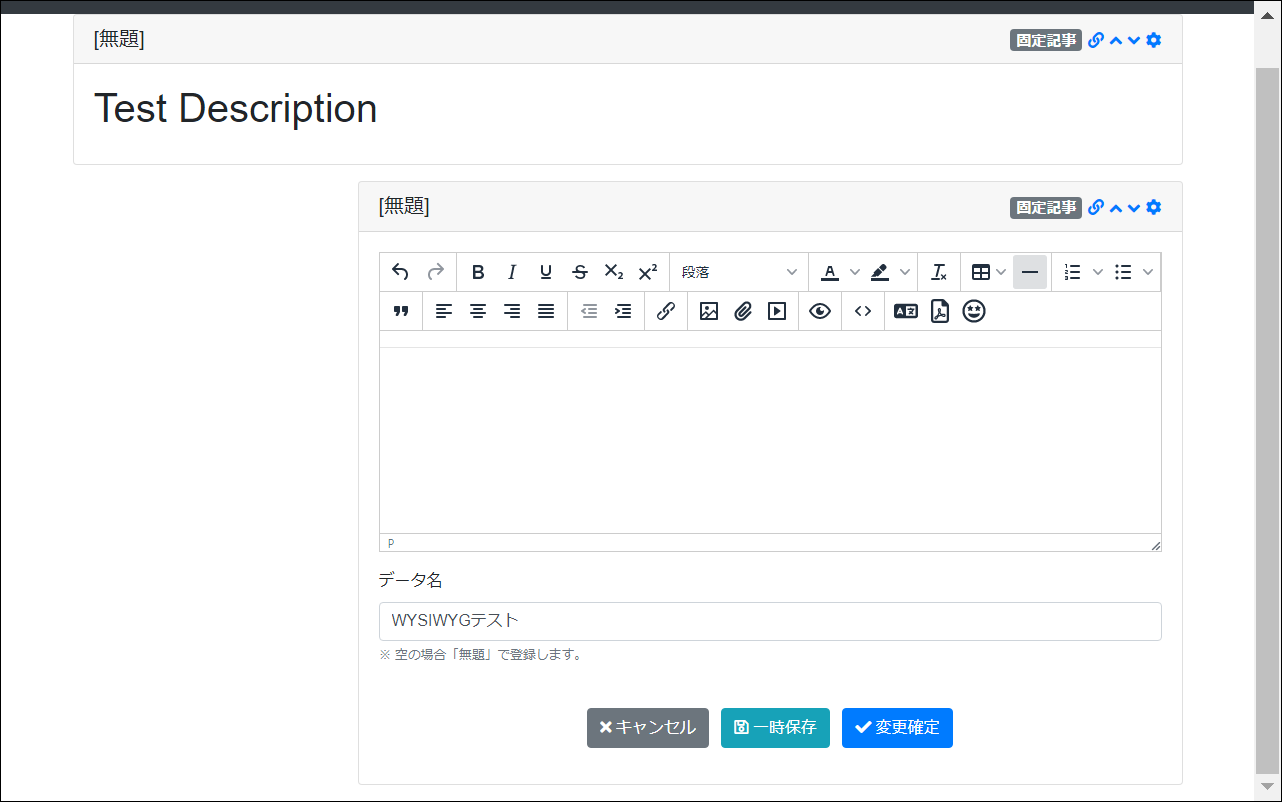 [無題] 固定記事
Test Description
[無題] 固定記事
B I U S X₂ X² 段落 A
P
データ名
WYSIWYGテスト
※ 空の場合「無題」で登録します。
キャンセル 一時保存 変更確定